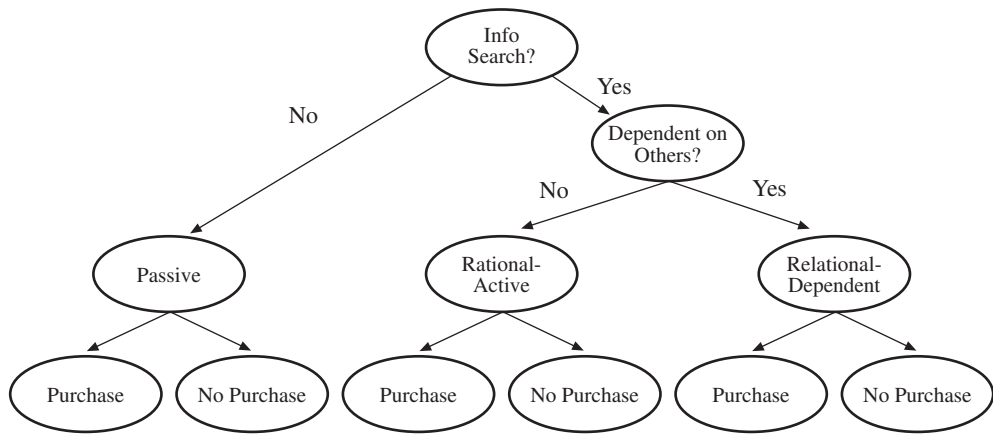 Info
Search?
No
Yes
Dependent on
Others?
No
Yes
Passive
Rational-
Active
Relational-
Dependent
Purchase
No Purchase
Purchase
No Purchase
Purchase
No Purchase